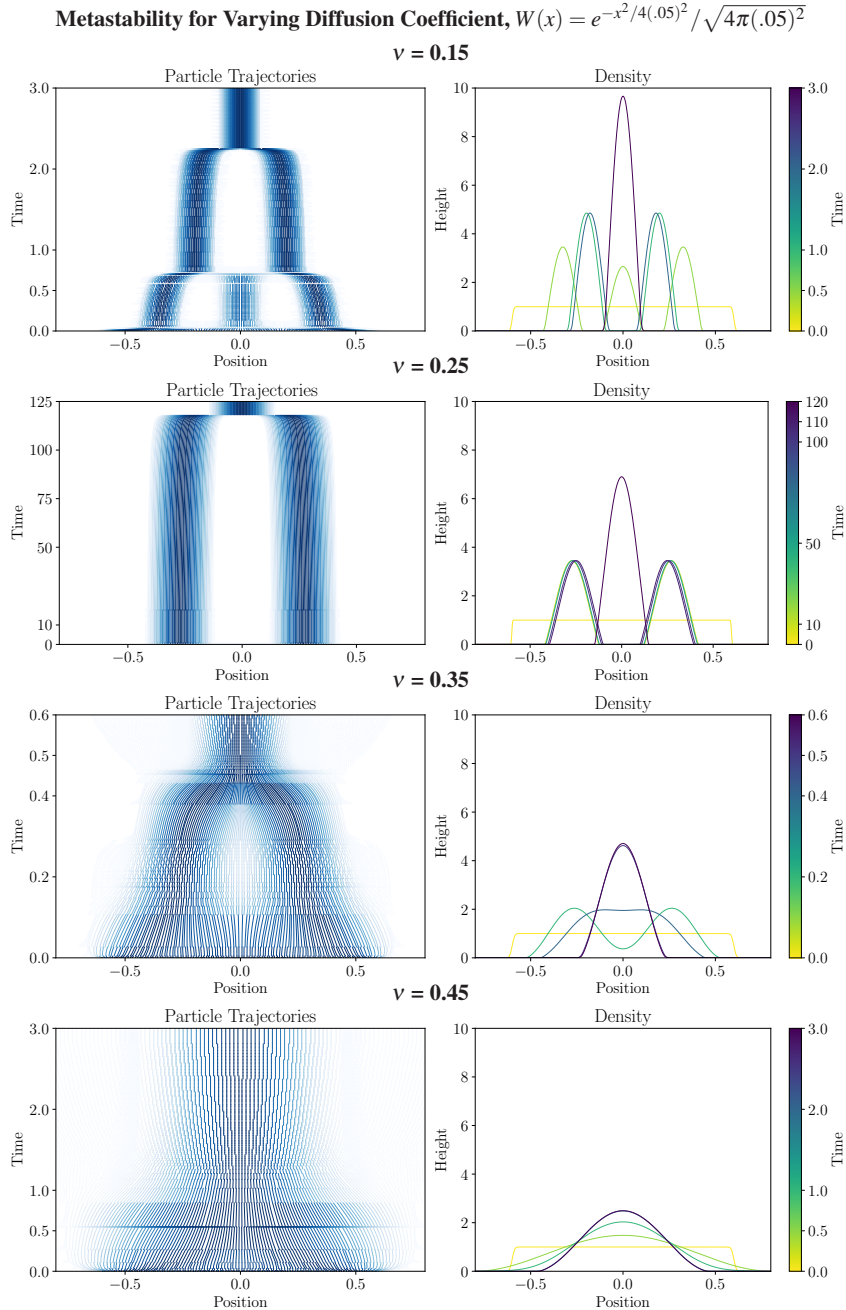 Metastability for Varying Diffusion Coefficient, W(x) = e^{−x²/4(.05)²}/√4π(.05)²
ν = 0.15
Particle Trajectories
Density
3.0
2.0
1.0
0.5
0.0
Time
−0.5
0.0
0.5
Position
10
8
6
4
2
0
Height
−0.5
0.0
0.5
Position
3.0
2.0
1.0
0.5
0.0
Time
ν = 0.25
Particle Trajectories
Density
125
100
75
50
10
0
Time
−0.5
0.0
0.5
Position
10
8
6
4
2
0
Height
−0.5
0.0
0.5
Position
120
100
50
10
0
Time
ν = 0.35
Particle Trajectories
Density
0.6
0.5
0.4
0.2
0.0
Time
−0.5
0.0
0.5
Position
10
8
6
4
2
0
Height
−0.5
0.0
0.5
Position
0.6
0.5
0.4
0.2
0.0
Time
ν = 0.45
Particle Trajectories
Density
3.0
2.0
1.0
0.5
0.0
Time
−0.5
0.0
0.5
Position
10
8
6
4
2
0
Height
−0.5
0.0
0.5
Position
3.0
2.0
1.0
0.5
0.0
Time